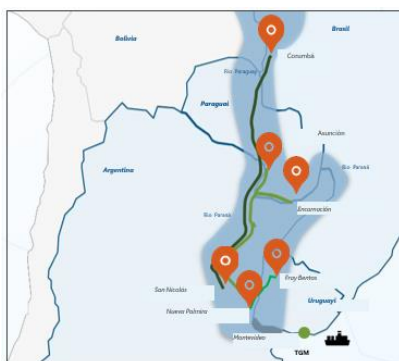 Bolivia
Brasil
Corumbá
Rio Paraguay
Paraguai
Asunción
Argentina
Rio Paraná
Encarnación
Rio Paraná
Fray Bentos
San Nicolás
Uruguayi
Nueva Palmira
Montevideo
TGM